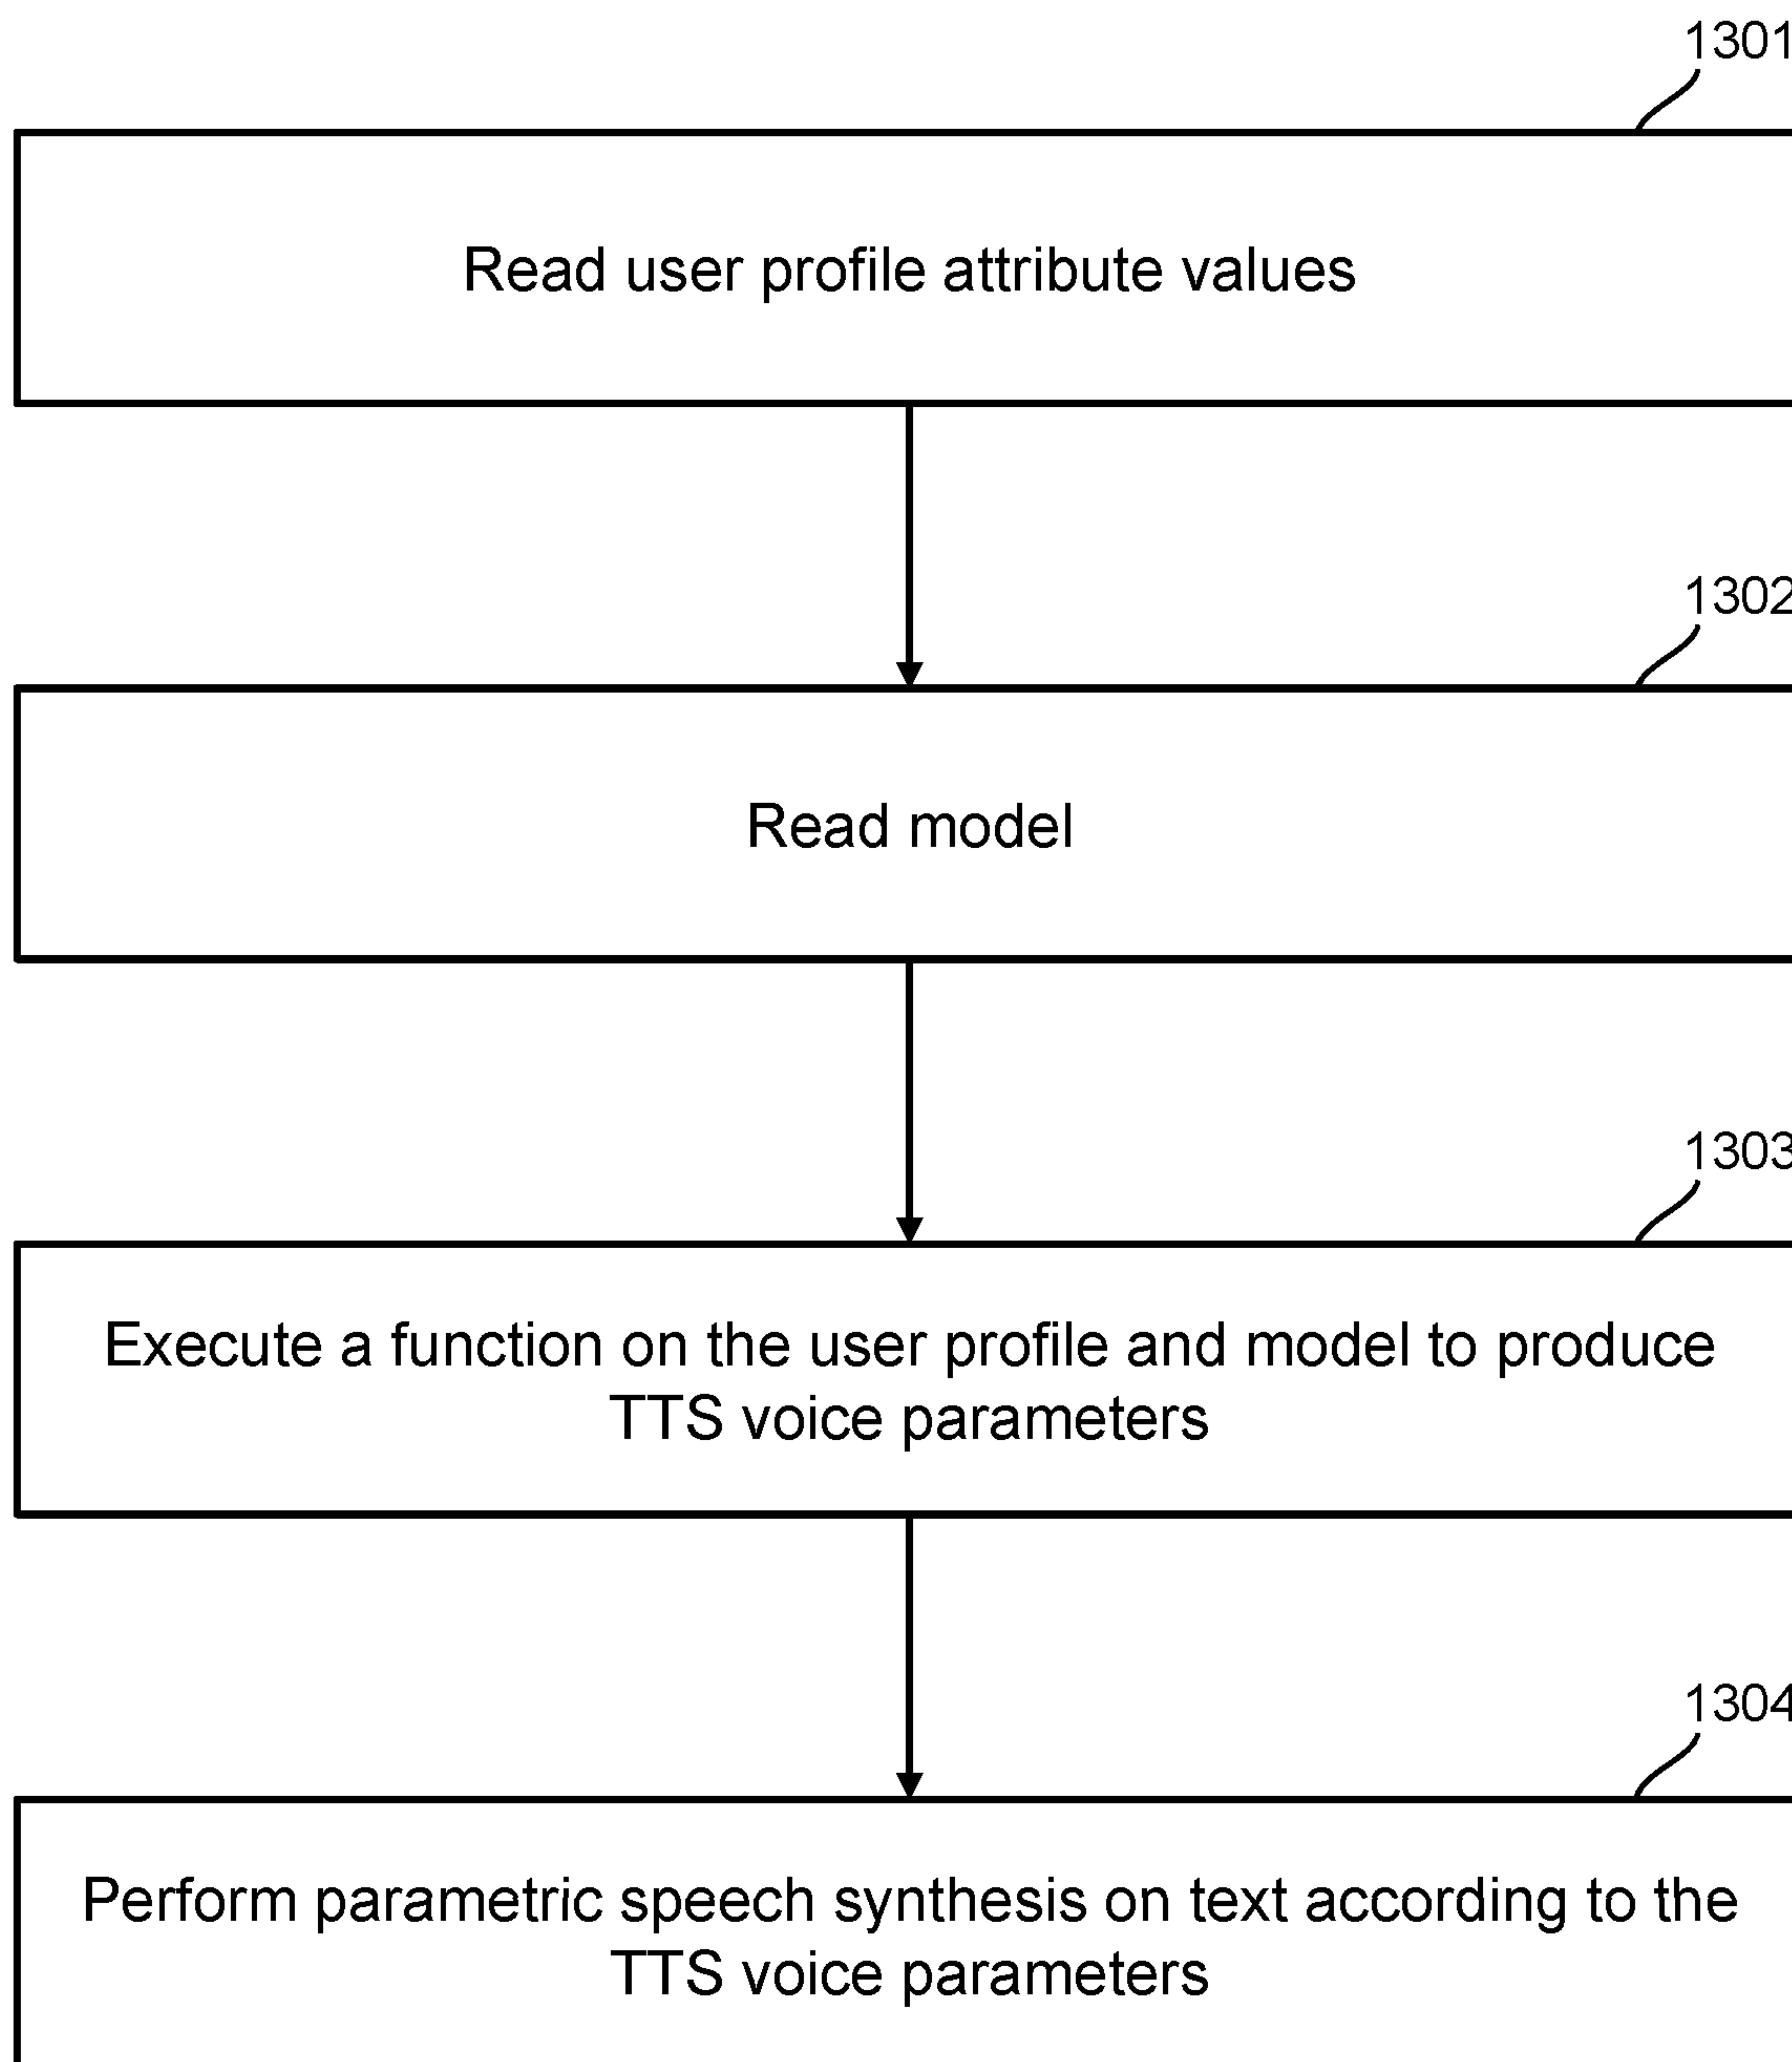 1301
Read user profile attribute values
1302
Read model
1303
Execute a function on the user profile and model to produce
TTS voice parameters
1304
Perform parametric speech synthesis on text according to the
TTS voice parameters